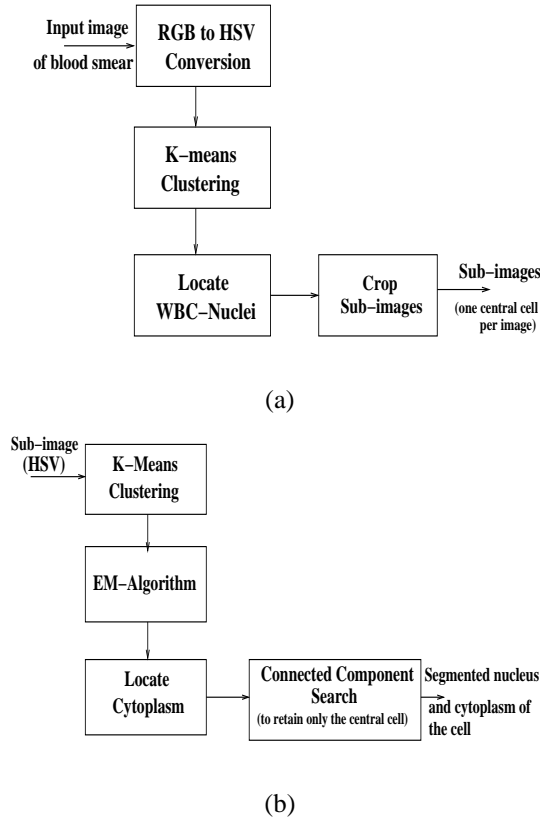 Input image
of blood smear
RGB to HSV
Conversion
K−means
Clustering
Locate
WBC−Nuclei
Crop
Sub−images
Sub−images
(one central cell
per image)
(a)
Sub−image
(HSV)
K−Means
Clustering
EM−Algorithm
Locate
Cytoplasm
Connected Component
Search
(to retain only the central cell)
Segmented nucleus
and cytoplasm of
the cell
(b)